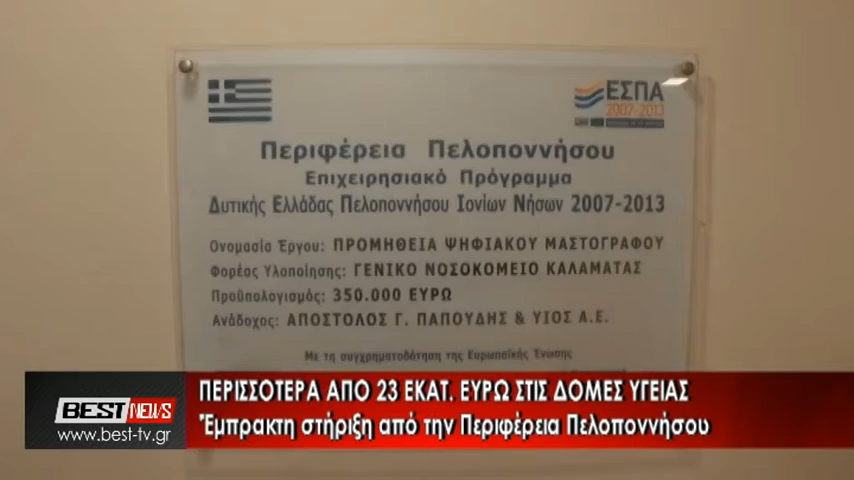 ΕΣΠΑ
2007-2013
Περιφέρεια Πελοποννήσου
Επιχειρησιακό Πρόγραμμα
Δυτικής Ελλάδας Πελοποννήσου Ιονίων Νήσων 2007-2013
Ονομασία Έργου: ΠΡΟΜΗΘΕΙΑ ΨΗΦΙΑΚΟΥ ΜΑΣΤΟΓΡΑΦΟΥ
Φορέας Υλοποίησης: ΓΕΝΙΚΟ ΝΟΣΟΚΟΜΕΙΟ ΚΑΛΑΜΑΤΑΣ
Προϋπολογισμός: 350.000 ΕΥΡΩ
Ανάδοχος: ΑΠΟΣΤΟΛΟΣ Γ. ΠΑΠΟΥΔΗΣ & ΥΙΟΣ Α.Ε.
Με τη συγχρηματοδότηση της Ευρωπαϊκής Ένωσης
ΠΕΡΙΣΣΟΤΕΡΑ ΑΠΟ 23 ΕΚΑΤ. ΕΥΡΩ ΣΤΙΣ ΔΟΜΕΣ ΥΓΕΙΑΣ
Έμπρακτη στήριξη από την Περιφέρεια Πελοποννήσου
BEST NEWS
www.best-tv.gr